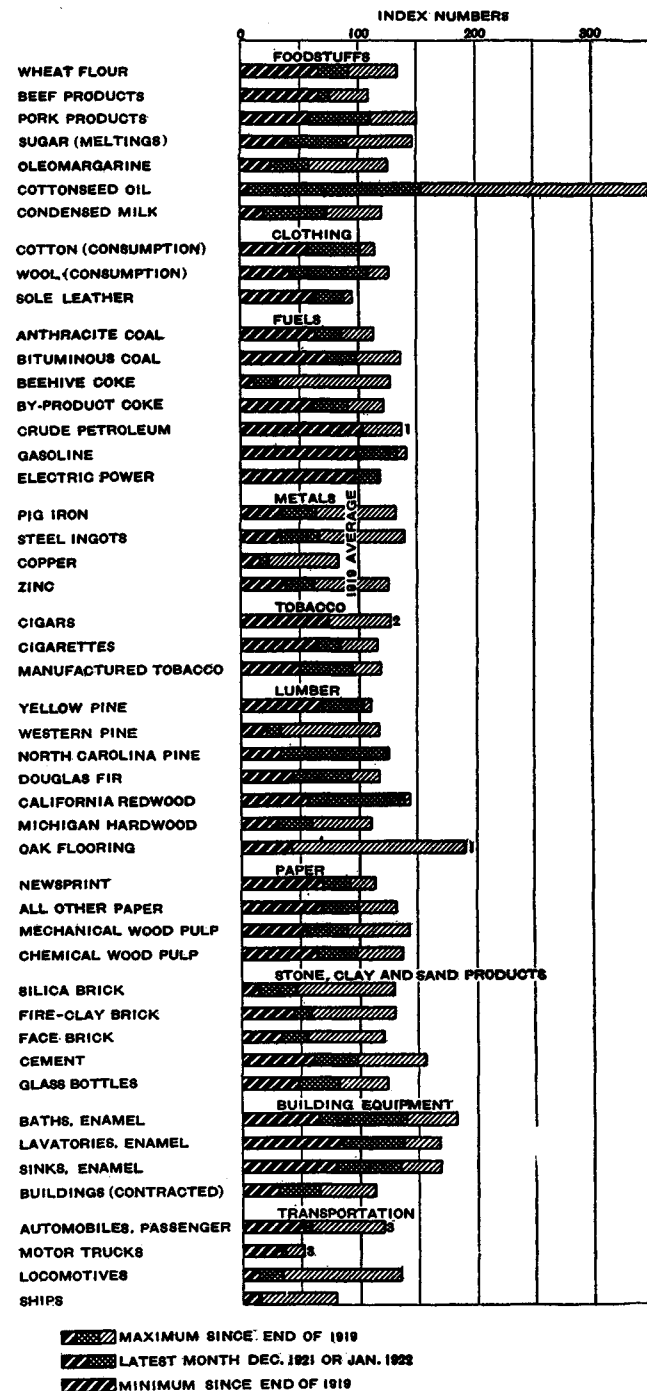 INDEX NUMBERS
0 100 200 300
FOODSTUFFS
WHEAT FLOUR
BEEF PRODUCTS
PORK PRODUCTS
SUGAR (MELTINGS)
OLEOMARGARINE
COTTONSEED OIL
CONDENSED MILK
CLOTHING
COTTON (CONSUMPTION)
WOOL (CONSUMPTION)
SOLE LEATHER
FUELS
ANTHRACITE COAL
BITUMINOUS COAL
BEEHIVE COKE
BY-PRODUCT COKE
CRUDE PETROLEUM 1
GASOLINE
ELECTRIC POWER
METALS
PIG IRON
STEEL INGOTS
COPPER
ZINC
1919 AVERAGE
TOBACCO
CIGARS 2
CIGARETTES
MANUFACTURED TOBACCO
LUMBER
YELLOW PINE
WESTERN PINE
NORTH CAROLINA PINE
DOUGLAS FIR
CALIFORNIA REDWOOD
MICHIGAN HARDWOOD
OAK FLOORING 1
PAPER
NEWSPRINT
ALL OTHER PAPER
MECHANICAL WOOD PULP
CHEMICAL WOOD PULP
STONE, CLAY AND SAND PRODUCTS
SILICA BRICK
FIRE-CLAY BRICK
FACE BRICK
CEMENT
GLASS BOTTLES
BUILDING EQUIPMENT
BATHS, ENAMEL
LAVATORIES, ENAMEL
SINKS, ENAMEL
BUILDINGS (CONTRACTED)
TRANSPORTATION
AUTOMOBILES, PASSENGER 3
MOTOR TRUCKS 3
LOCOMOTIVES
SHIPS
MAXIMUM SINCE END OF 1919
LATEST MONTH DEC. 1921 OR JAN. 1922
MINIMUM SINCE END OF 1919